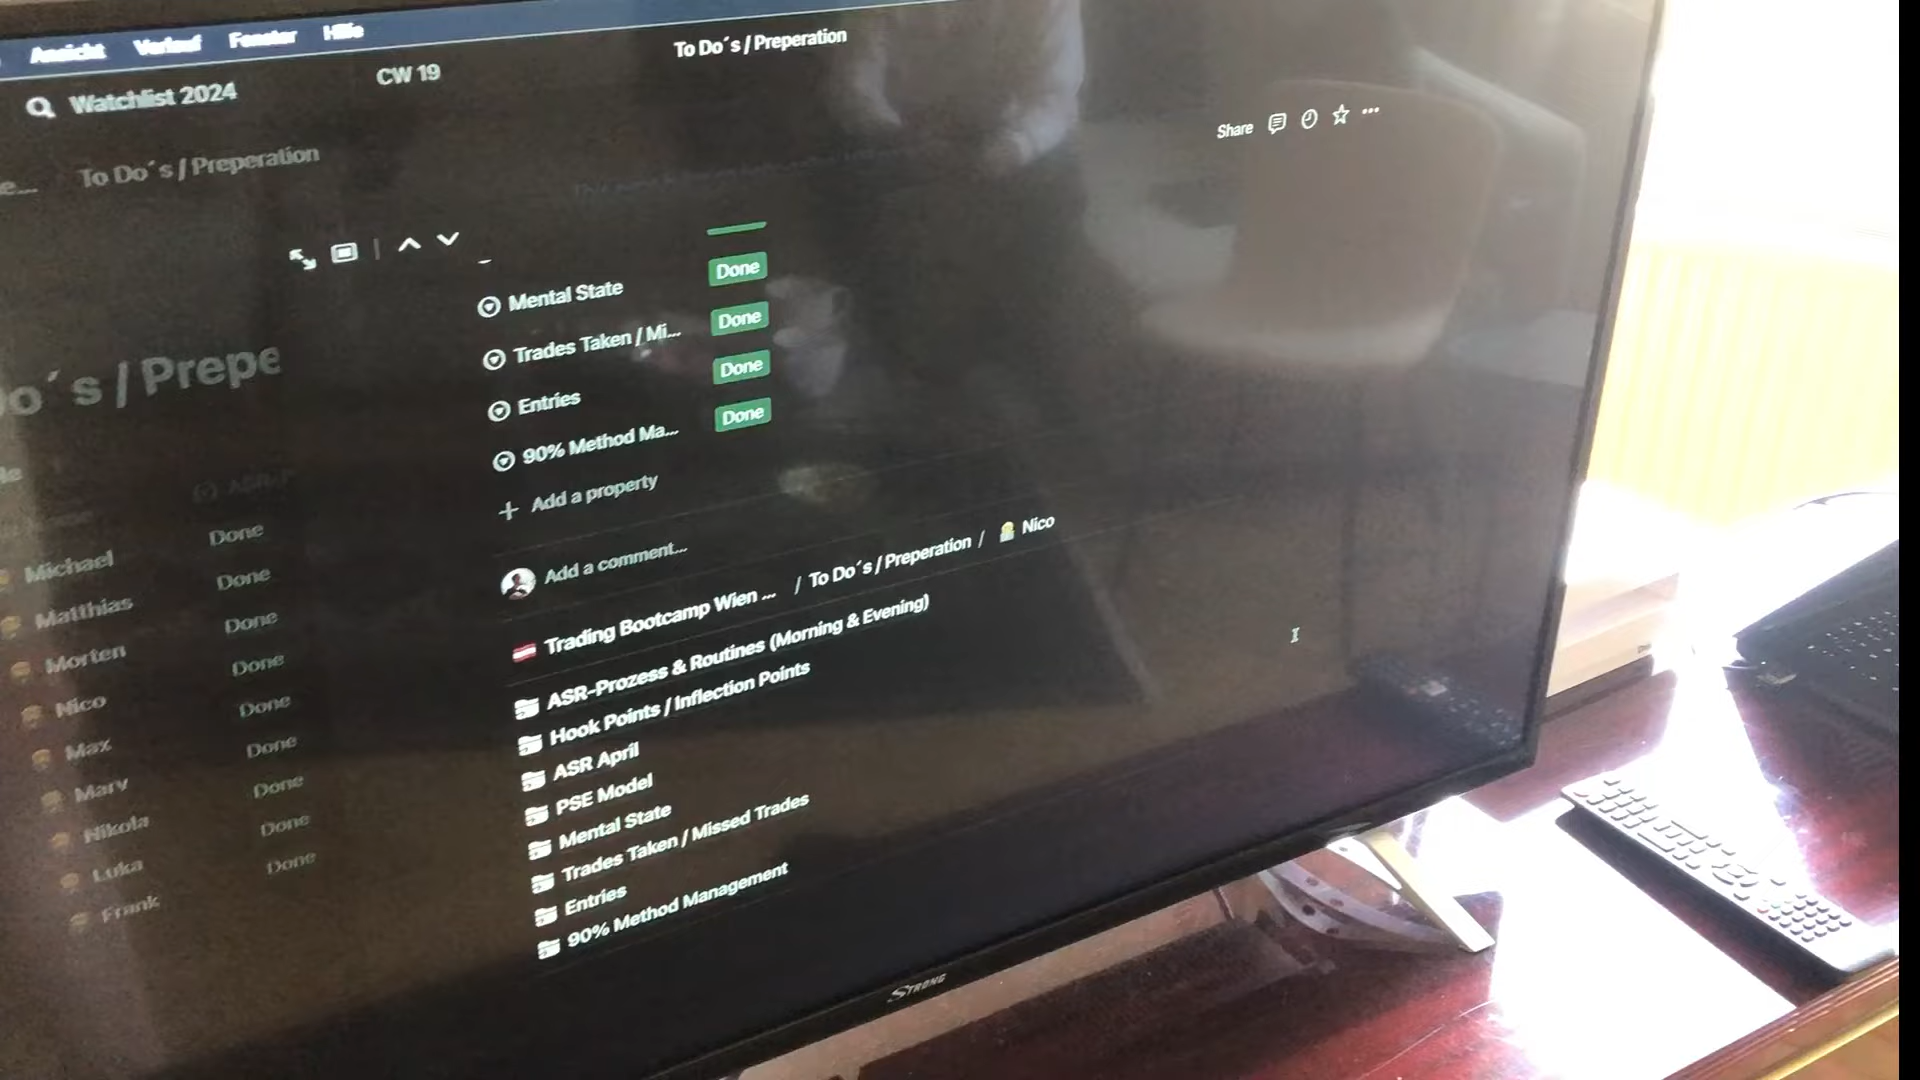 Ansicht Verlauf Fenster Hilfe
Watchlist 2024
CW 19
To Do´s / Preperation
e... To Do´s / Preperation
Share
o´s / Prepe
Mental State Done
Trades Taken / Mi... Done
Entries Done
90% Method Ma... Done
Add a property
Add a comment...
Trading Bootcamp Wien ... / To Do´s / Preperation / Nico
ASR-Prozess & Routines (Morning & Evening)
Hook Points / Inflection Points
ASR April
PSE Model
Mental State
Trades Taken / Missed Trades
Entries
90% Method Management
Michael Done
Matthias Done
Morten Done
Nico Done
Max Done
Marv Done
Nikola Done
Luka Done
Frank Done
STRONG